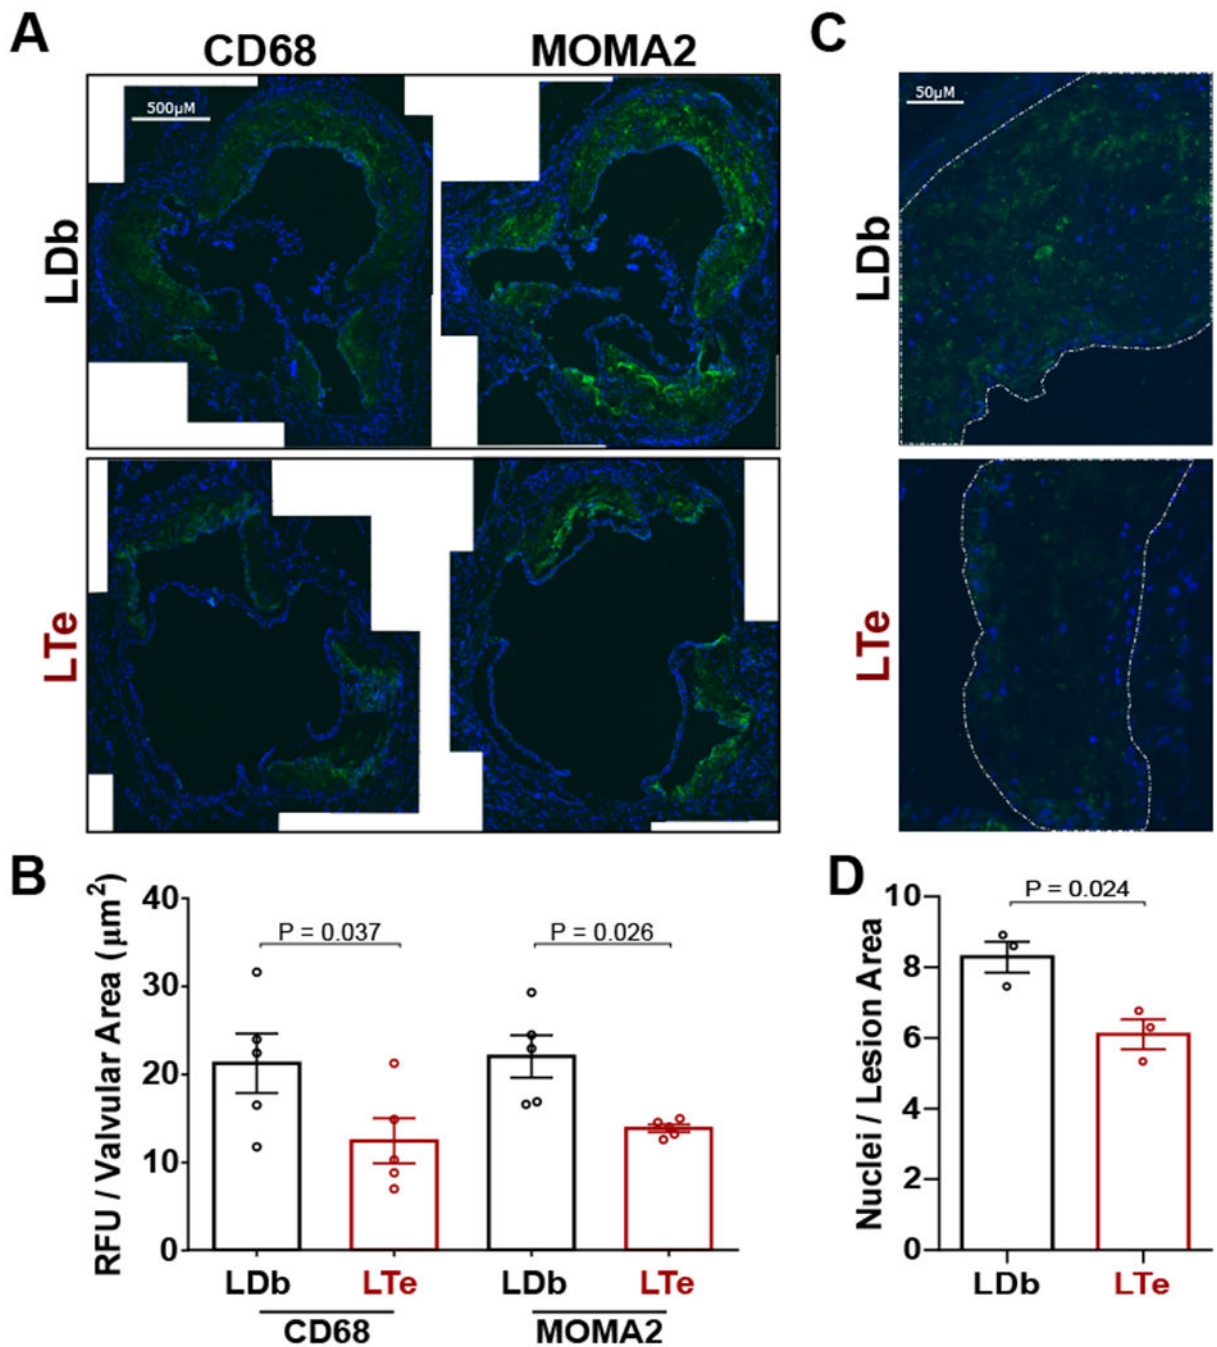 A
CD68
MOMA2
C
LDb
500µM
LDb
50µM
LTe
LTe
B
RFU / Valvular Area (µm²)
40
30
20
10
0
P = 0.037
P = 0.026
LDb
LTe
LDb
LTe
CD68
MOMA2
D
Nuclei / Lesion Area
10
8
6
4
2
0
P = 0.024
LDb
LTe